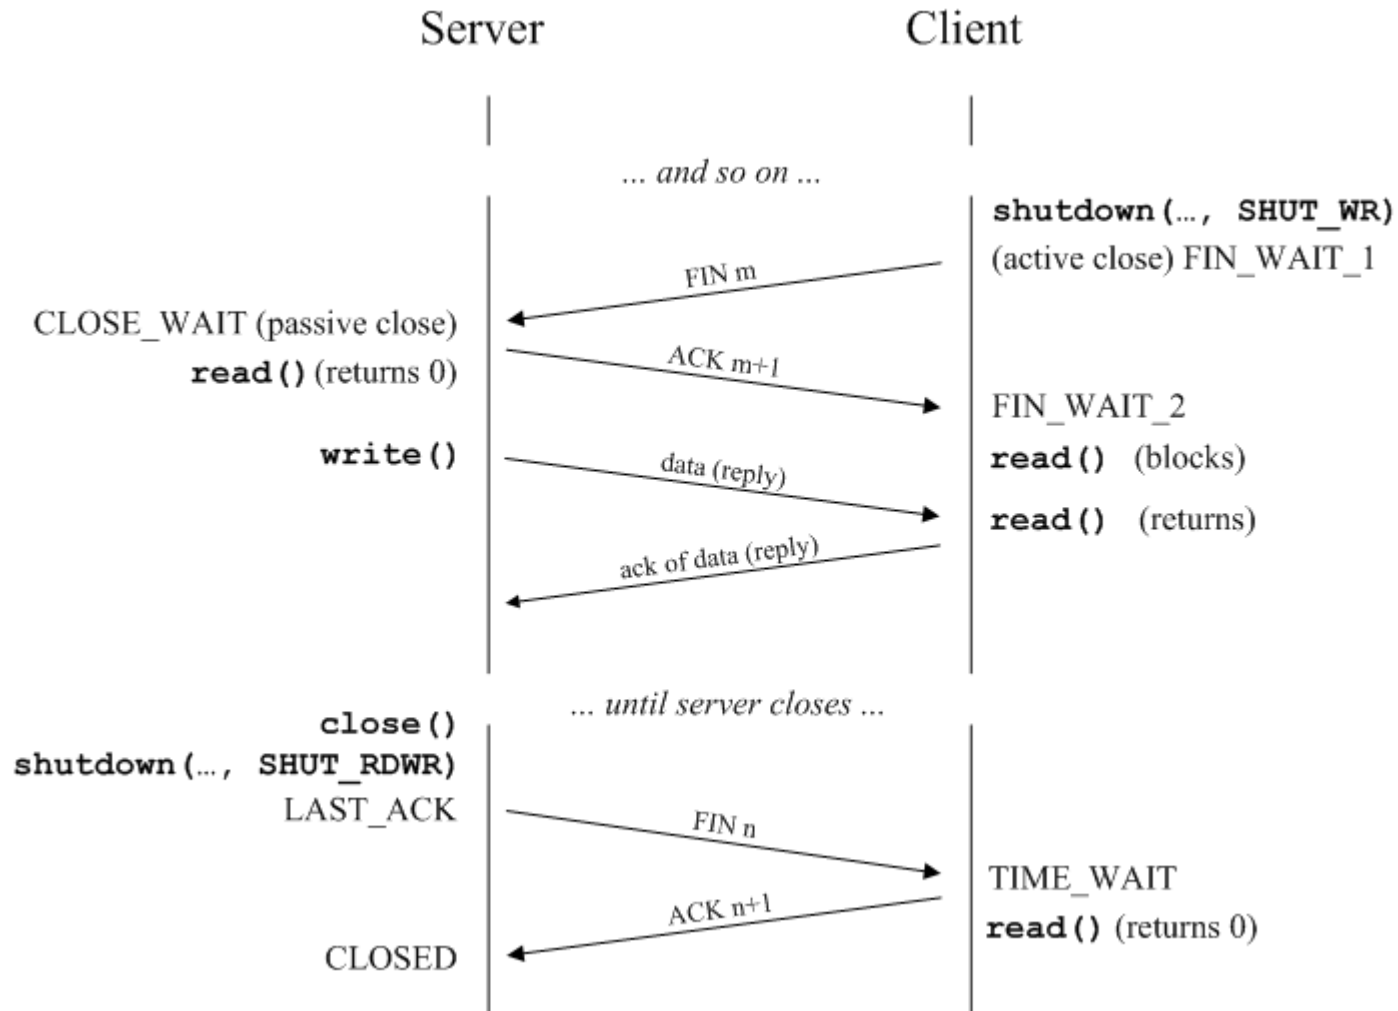 Server
Client
... and so on ...
shutdown(…, SHUT_WR)
(active close) FIN_WAIT_1
FIN m
CLOSE_WAIT (passive close)
ACK m+1
read() (returns 0)
FIN_WAIT_2
write()
data (reply)
read() (blocks)
read() (returns)
ack of data (reply)
... until server closes ...
close()
shutdown(…, SHUT_RDWR)
LAST_ACK
FIN n
TIME_WAIT
ACK n+1
read() (returns 0)
CLOSED